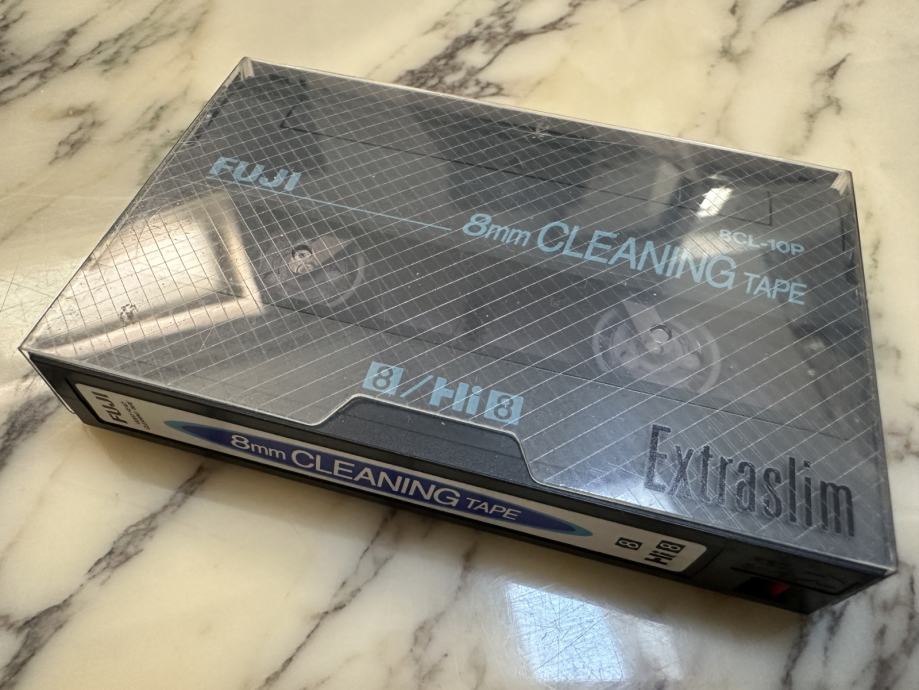 FUJI
8CL-10P
8mm CLEANING TAPE
8/Hi8
Extraslim
FUJI
8mm CLEANING TAPE
8 Hi8